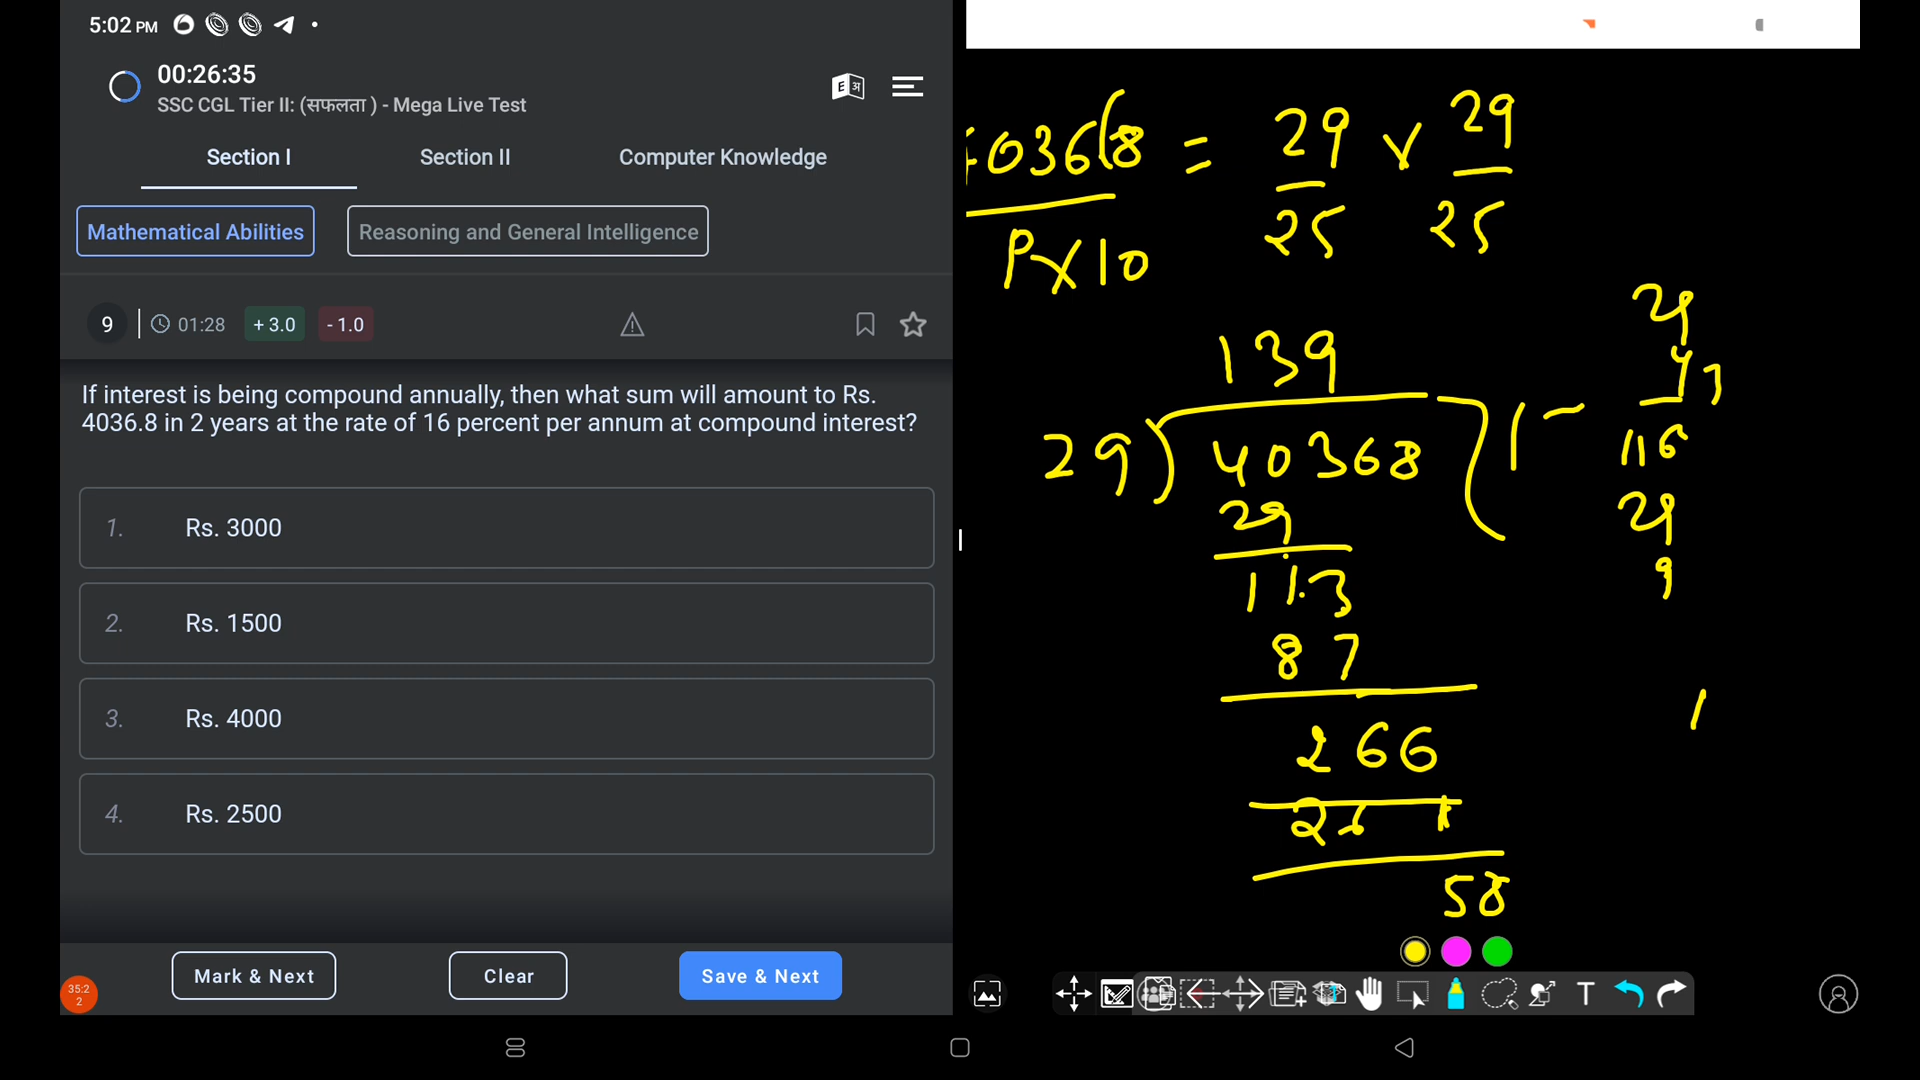 5:02 PM
00:26:35
SSC CGL Tier II: (सफलता ) - Mega Live Test
E अ
Section I
Section II
Computer Knowledge
Mathematical Abilities
Reasoning and General Intelligence
9
01:28
+ 3.0
- 1.0
If interest is being compound annually, then what sum will amount to Rs.
4036.8 in 2 years at the rate of 16 percent per annum at compound interest?
1. Rs. 3000
2. Rs. 1500
3. Rs. 4000
4. Rs. 2500
Mark & Next
Clear
Save & Next
35:2
2
40368 = 29 × 29
P×10 25 25
139
29 ) 40368
29
113
87
266
58
29
116
29
9
1
T